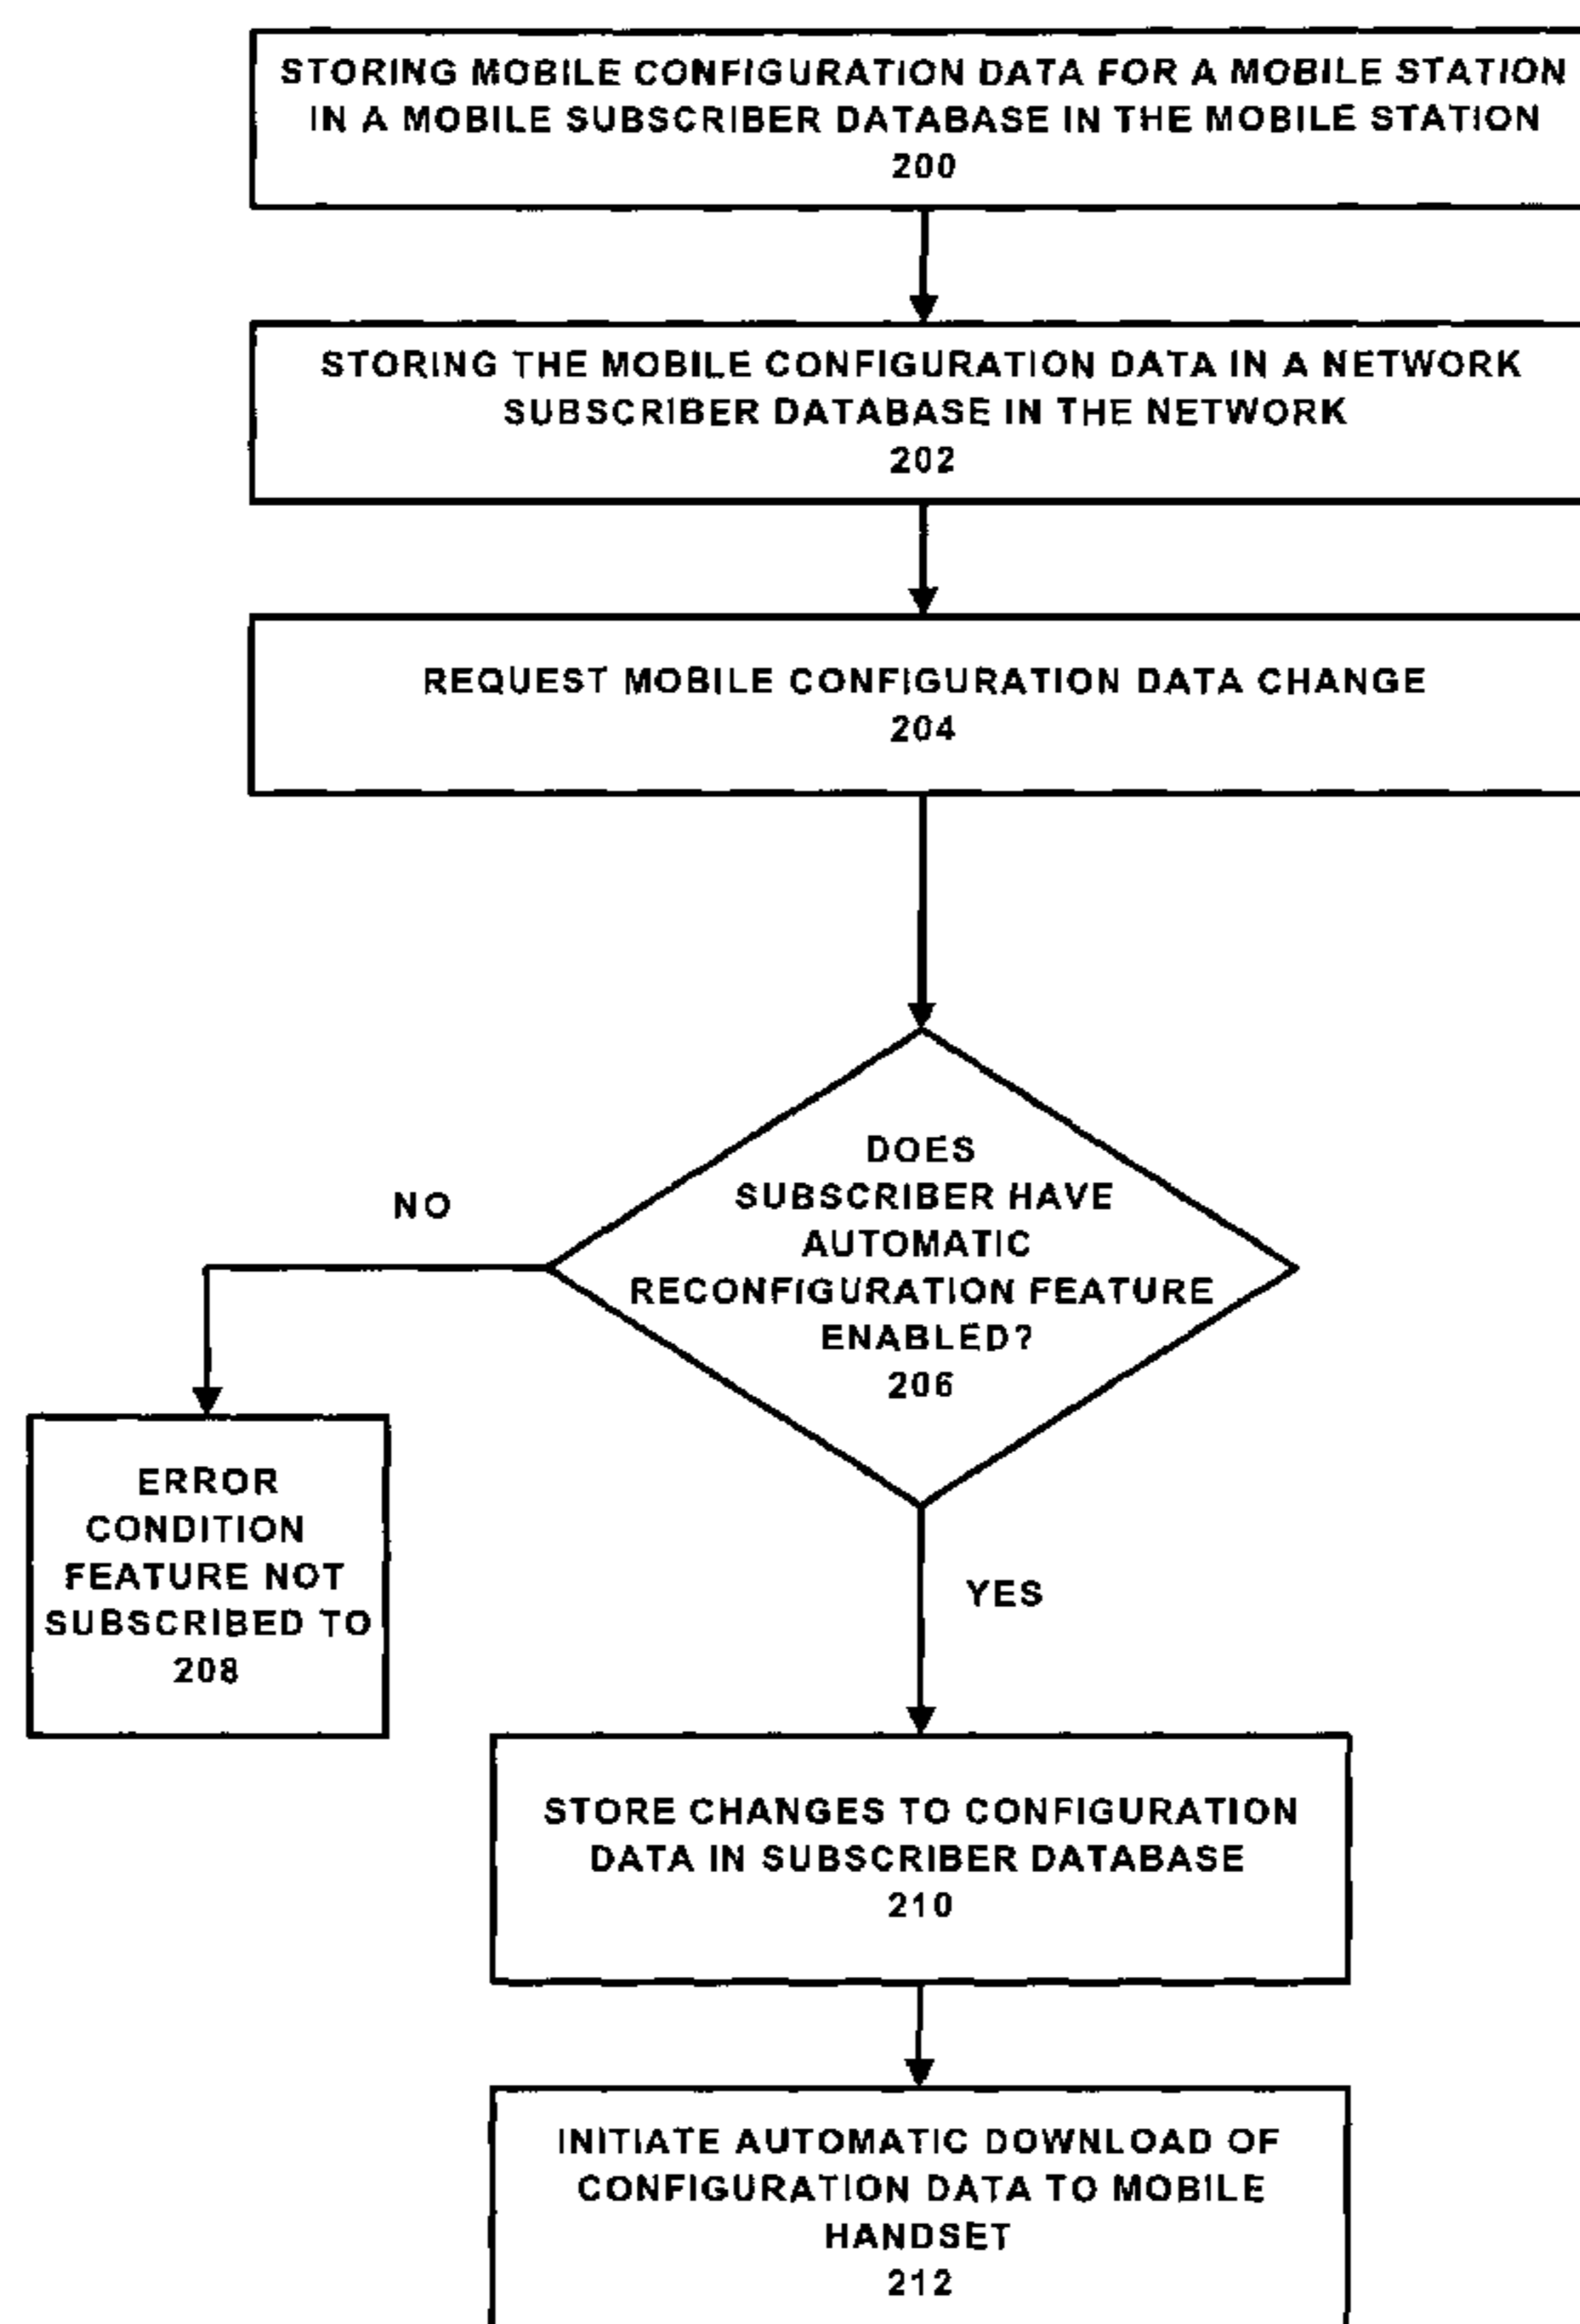 STORING MOBILE CONFIGURATION DATA FOR A MOBILE STATION
IN A MOBILE SUBSCRIBER DATABASE IN THE MOBILE STATION
200
STORING THE MOBILE CONFIGURATION DATA IN A NETWORK
SUBSCRIBER DATABASE IN THE NETWORK
202
REQUEST MOBILE CONFIGURATION DATA CHANGE
204
DOES
SUBSCRIBER HAVE
AUTOMATIC
RECONFIGURATION FEATURE
ENABLED?
206
NO
ERROR
CONDITION
FEATURE NOT
SUBSCRIBED TO
208
YES
STORE CHANGES TO CONFIGURATION
DATA IN SUBSCRIBER DATABASE
210
INITIATE AUTOMATIC DOWNLOAD OF
CONFIGURATION DATA TO MOBILE
HANDSET
212